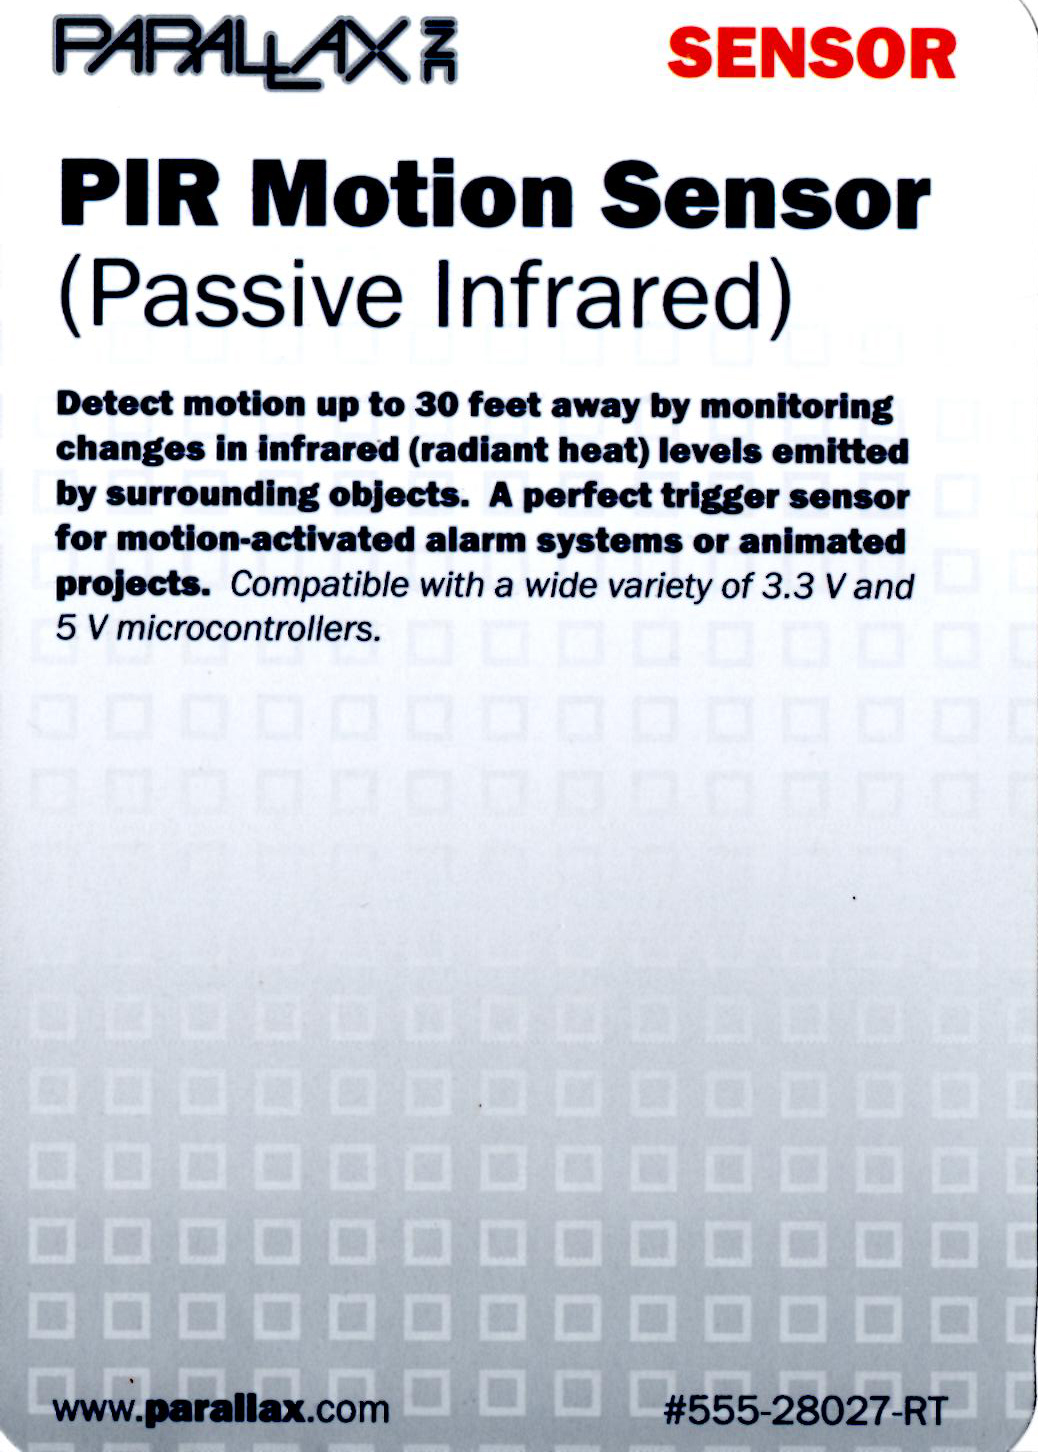 PARALLAX INC
SENSOR
PIR Motion Sensor
(Passive Infrared)
Detect motion up to 30 feet away by monitoring
changes in infrared (radiant heat) levels emitted
by surrounding objects.  A perfect trigger sensor
for motion-activated alarm systems or animated
projects.  Compatible with a wide variety of 3.3 V and
5 V microcontrollers.
www.parallax.com
#555-28027-RT